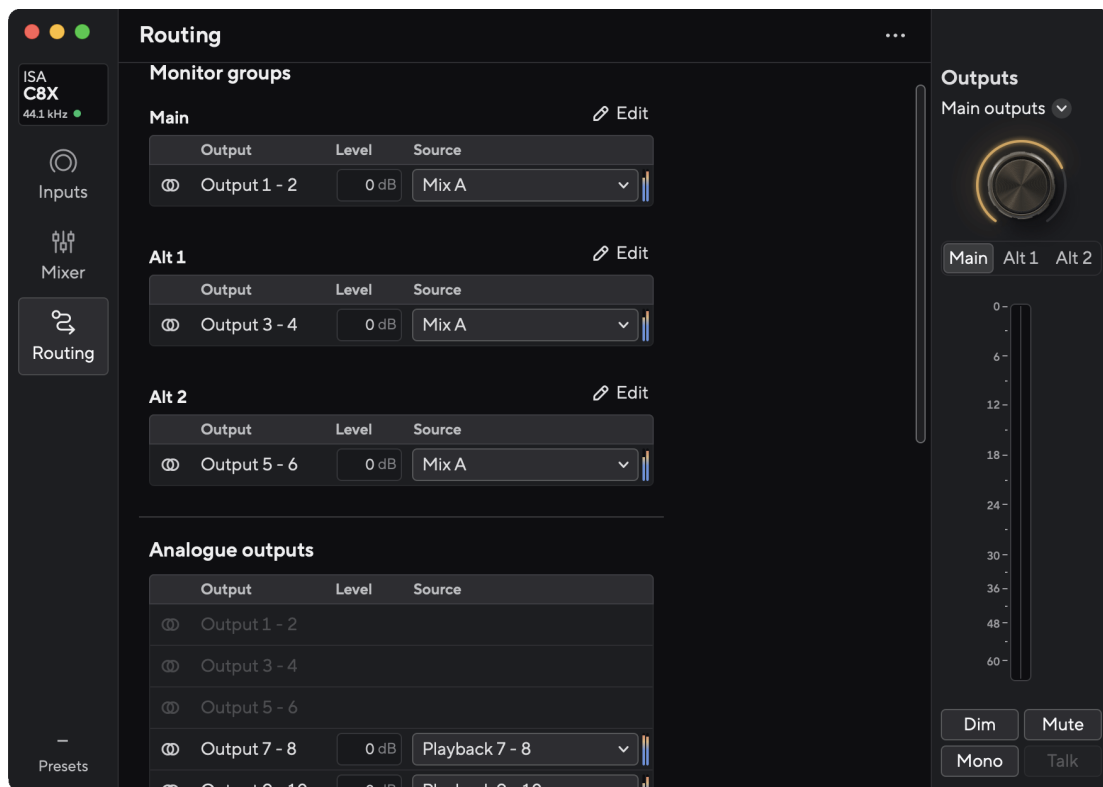 Routing
...
ISA
C8X
44.1 kHz
Inputs
Mixer
Routing
–
Presets
Monitor groups
Main
Edit
Output Level Source
Output 1 - 2 0 dB Mix A
Alt 1
Edit
Output Level Source
Output 3 - 4 0 dB Mix A
Alt 2
Edit
Output Level Source
Output 5 - 6 0 dB Mix A
Analogue outputs
Output Level Source
Output 1 - 2
Output 3 - 4
Output 5 - 6
Output 7 - 8 0 dB Playback 7 - 8
Outputs
Main outputs
Main Alt 1 Alt 2
0
6
12
18
24
30
36
48
60
Dim Mute
Mono Talk